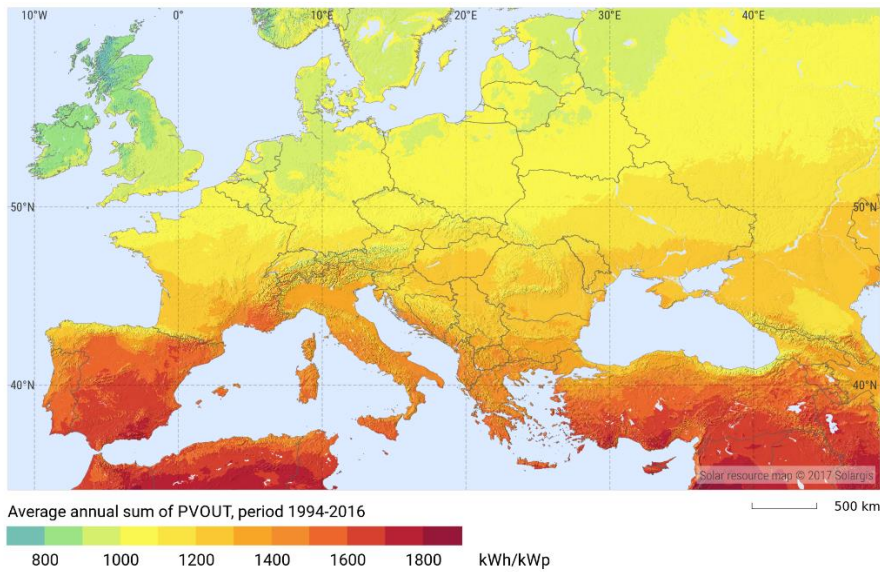 10°W 0° 10°E 20°E 30°E 40°E
50°N 50°N
40°N 40°N
Solar resource map © 2017 Solargis
Average annual sum of PVOUT, period 1994-2016
500 km
800 1000 1200 1400 1600 1800 kWh/kWp